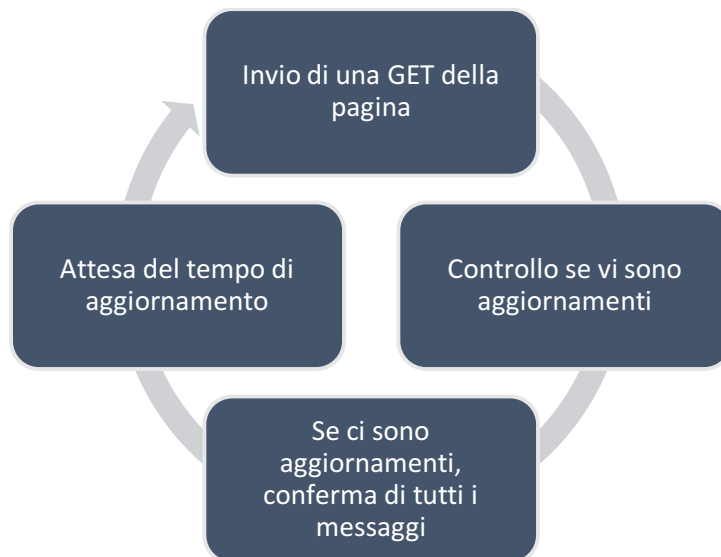 Invio di una GET della
pagina
Controllo se vi sono
aggiornamenti
Se ci sono
aggiornamenti,
conferma di tutti i
messaggi
Attesa del tempo di
aggiornamento